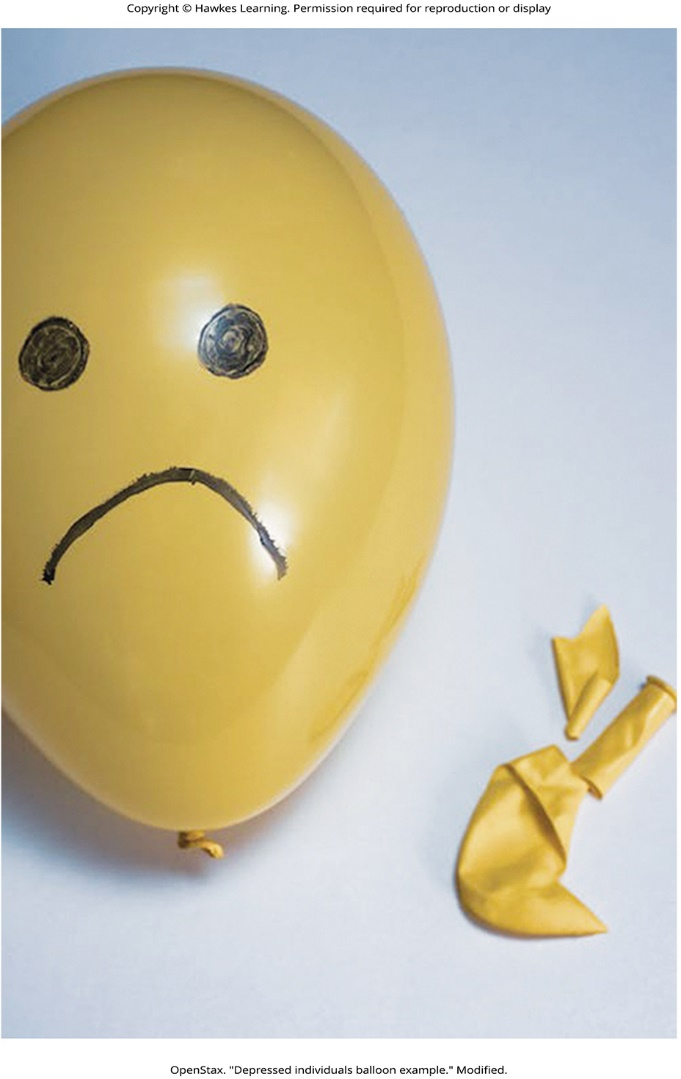 Copyright © Hawkes Learning. Permission required for reproduction or display
OpenStax. "Depressed individuals balloon example." Modified.